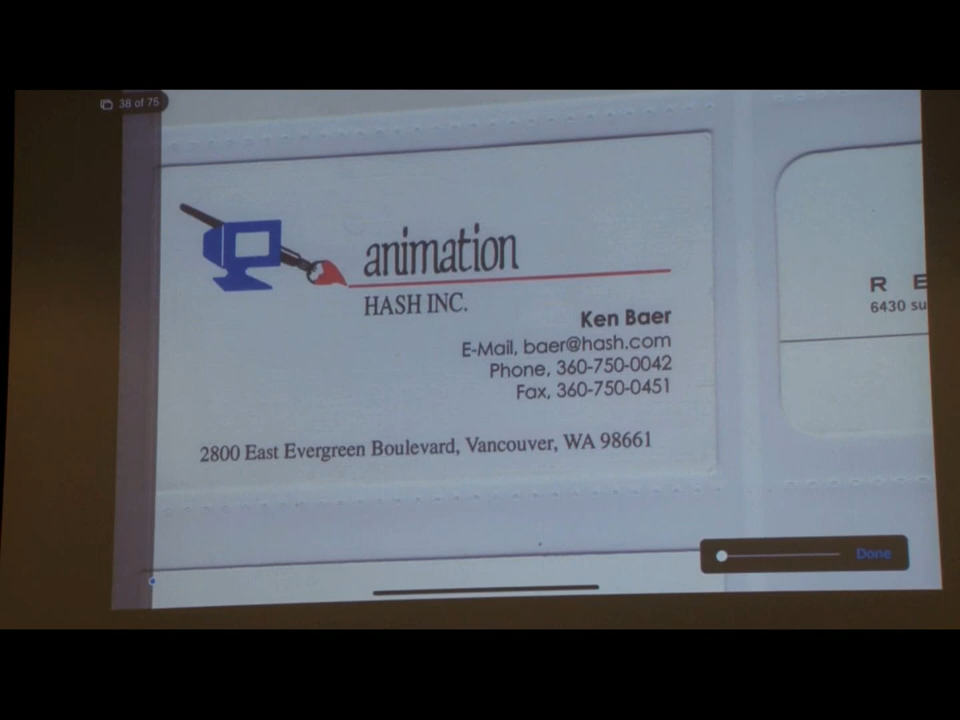 38 of 75
animation
HASH INC.
Ken Baer
E-Mail, baer@hash.com
Phone, 360-750-0042
Fax, 360-750-0451
2800 East Evergreen Boulevard, Vancouver, WA 98661
R E
6430 su
Done